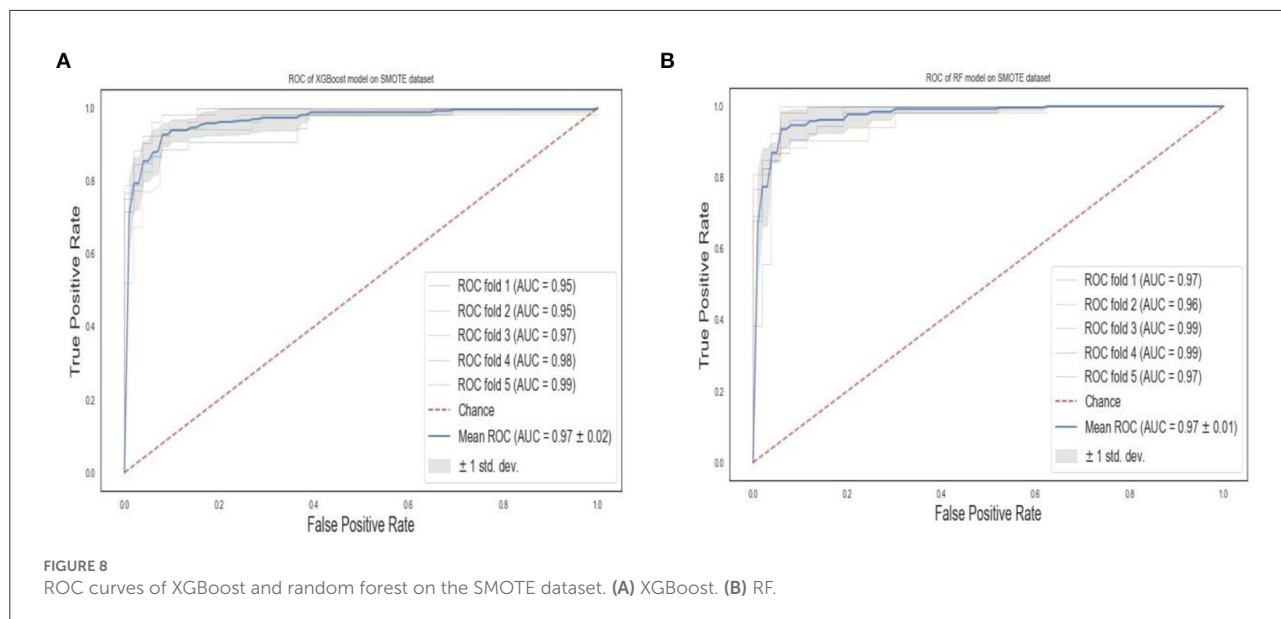 A
ROC of XGBoost model on SMOTE dataset
1.0
0.8
0.6
0.4
0.2
0.0
True Positive Rate
ROC fold 1 (AUC = 0.95)
ROC fold 2 (AUC = 0.95)
ROC fold 3 (AUC = 0.97)
ROC fold 4 (AUC = 0.98)
ROC fold 5 (AUC = 0.99)
Chance
Mean ROC (AUC = 0.97 ± 0.02)
± 1 std. dev.
0.0 0.2 0.4 0.6 0.8 1.0
False Positive Rate
B
ROC of RF model on SMOTE dataset
1.0
0.8
0.6
0.4
0.2
0.0
True Positive Rate
ROC fold 1 (AUC = 0.97)
ROC fold 2 (AUC = 0.96)
ROC fold 3 (AUC = 0.99)
ROC fold 4 (AUC = 0.99)
ROC fold 5 (AUC = 0.97)
Chance
Mean ROC (AUC = 0.97 ± 0.01)
± 1 std. dev.
0.0 0.2 0.4 0.6 0.8 1.0
False Positive Rate
FIGURE 8
ROC curves of XGBoost and random forest on the SMOTE dataset. (A) XGBoost. (B) RF.